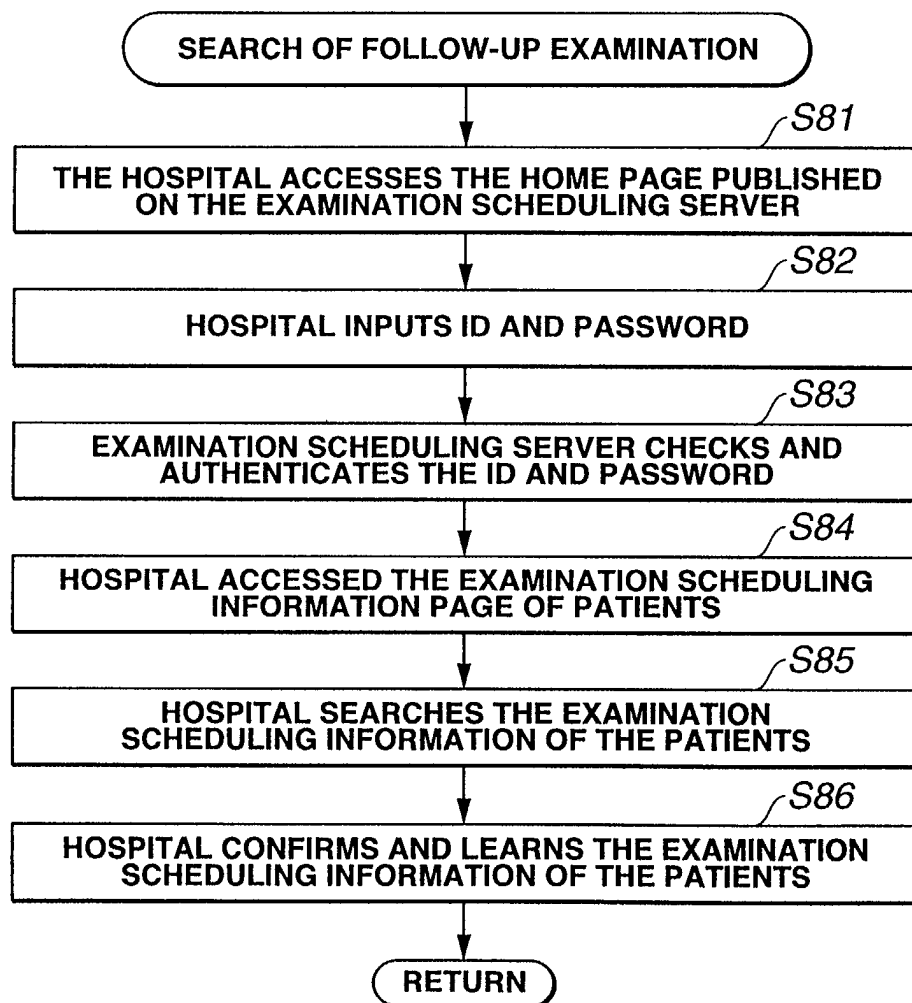 SEARCH OF FOLLOW-UP EXAMINATION
S81
THE HOSPITAL ACCESSES THE HOME PAGE PUBLISHED
ON THE EXAMINATION SCHEDULING SERVER
S82
HOSPITAL INPUTS ID AND PASSWORD
S83
EXAMINATION SCHEDULING SERVER CHECKS AND
AUTHENTICATES THE ID AND PASSWORD
S84
HOSPITAL ACCESSED THE EXAMINATION SCHEDULING
INFORMATION PAGE OF PATIENTS
S85
HOSPITAL SEARCHES THE EXAMINATION
SCHEDULING INFORMATION OF THE PATIENTS
S86
HOSPITAL CONFIRMS AND LEARNS THE EXAMINATION
SCHEDULING INFORMATION OF THE PATIENTS
RETURN